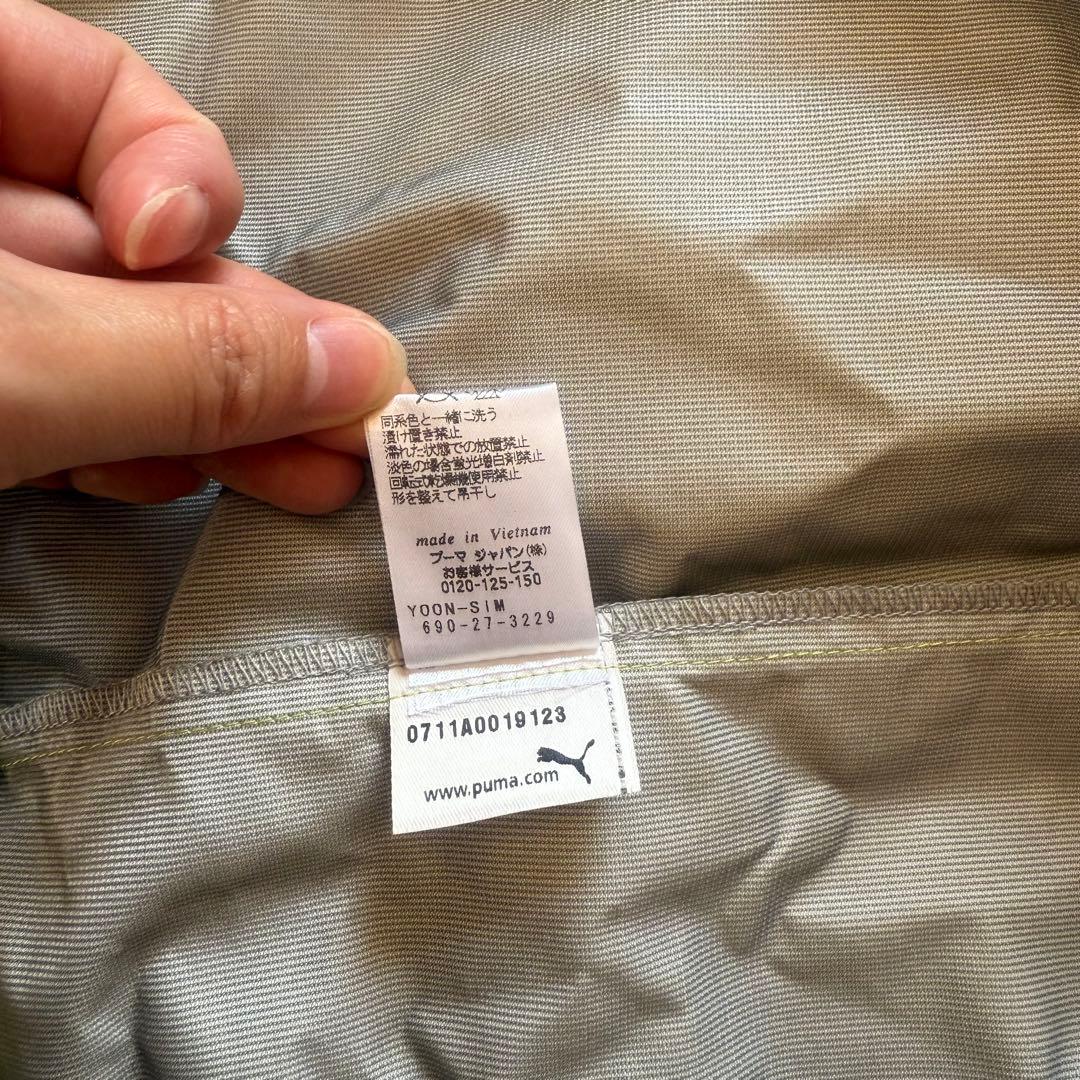 同系色と一緒に洗う
漬け置き禁止
濡れた状態での放置禁止
淡色の場合蛍光増白剤禁止
回転式乾燥機使用禁止
形を整えて吊干し
made in Vietnam
プーマ ジャパン(株)
お客様サービス
0120-125-150
YOON-SIM
690-27-3229
0711A0019123
www.puma.com